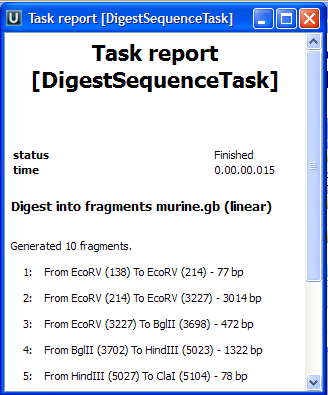 U Task report [DigestSequenceTask]
Task report
[DigestSequenceTask]
status Finished
time 0.00.00.015
Digest into fragments murine.gb (linear)
Generated 10 fragments.
1: From EcoRV (138) To EcoRV (214) - 77 bp
2: From EcoRV (214) To EcoRV (3227) - 3014 bp
3: From EcoRV (3227) To BglII (3698) - 472 bp
4: From BglII (3702) To HindIII (5023) - 1322 bp
5: From HindIII (5027) To ClaI (5104) - 78 bp